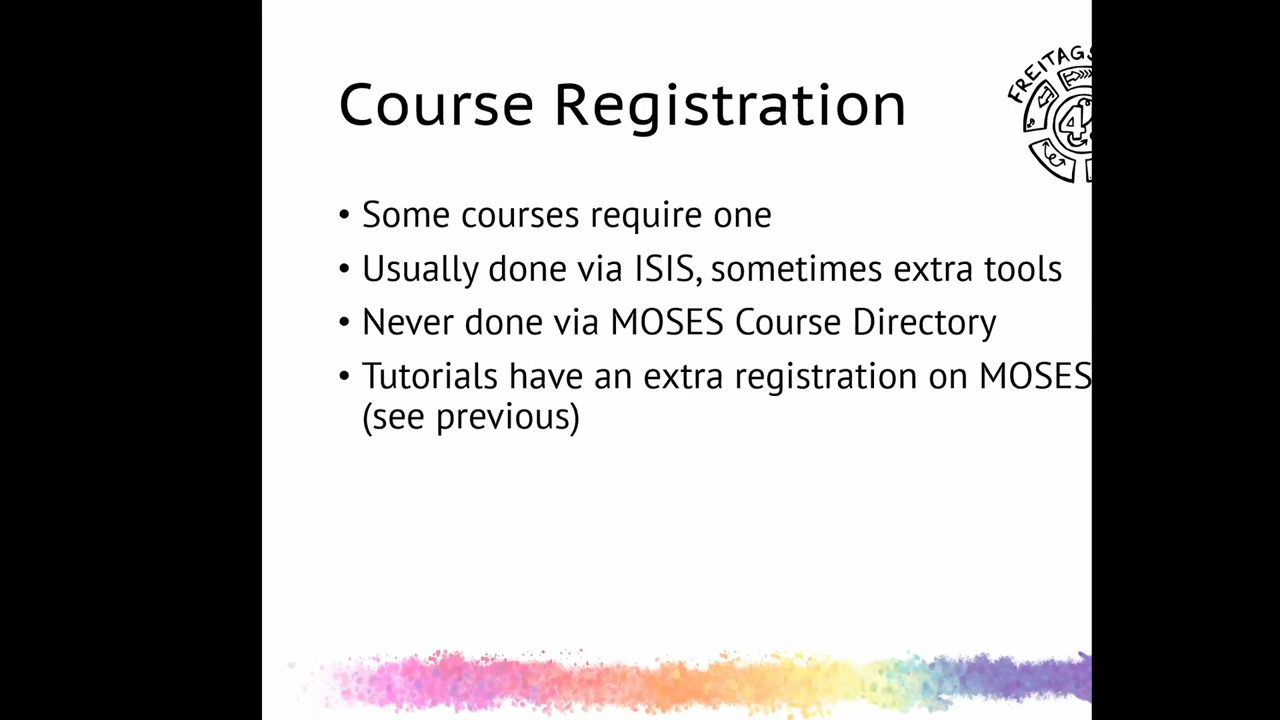 Course Registration
FREITAGS
4
• Some courses require one
• Usually done via ISIS, sometimes extra tools
• Never done via MOSES Course Directory
• Tutorials have an extra registration on MOSES
(see previous)